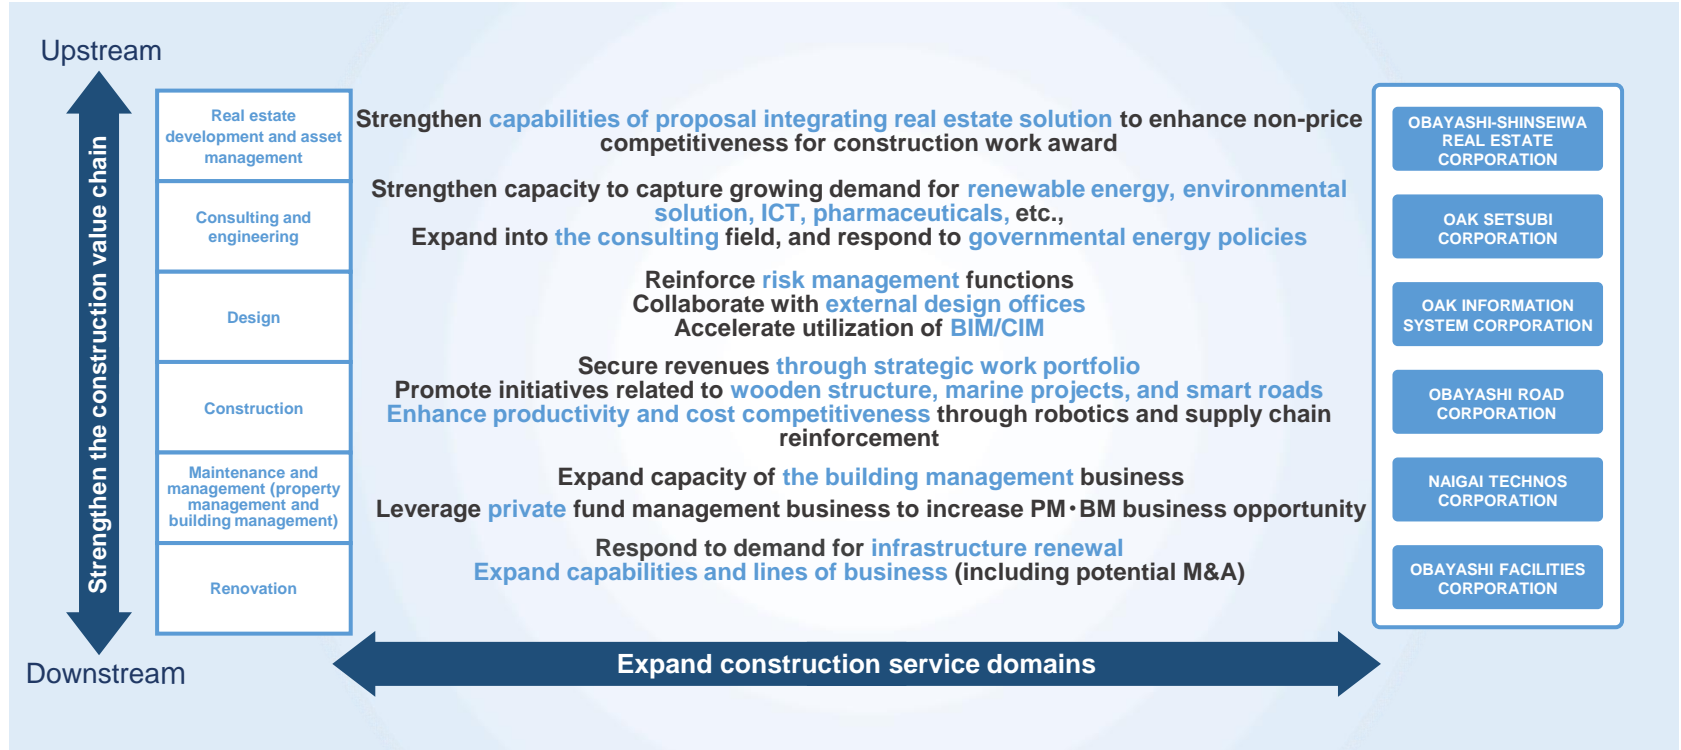 Upstream
Strengthen the construction value chain
Downstream
Real estate
development and asset
management
Strengthen capabilities of proposal integrating real estate solution to enhance non-price
competitiveness for construction work award
Consulting and
engineering
Strengthen capacity to capture growing demand for renewable energy, environmental
solution, ICT, pharmaceuticals, etc.,
Expand into the consulting field, and respond to governmental energy policies
Design
Reinforce risk management functions
Collaborate with external design offices
Accelerate utilization of BIM/CIM
Construction
Secure revenues through strategic work portfolio
Promote initiatives related to wooden structure, marine projects, and smart roads
Enhance productivity and cost competitiveness through robotics and supply chain
reinforcement
Maintenance and
management (property
management and
building management)
Expand capacity of the building management business
Leverage private fund management business to increase PM・BM business opportunity
Renovation
Respond to demand for infrastructure renewal
Expand capabilities and lines of business (including potential M&A)
OBAYASHI-SHINSEIWA
REAL ESTATE
CORPORATION
OAK SETSUBI
CORPORATION
OAK INFORMATION
SYSTEM CORPORATION
OBAYASHI ROAD
CORPORATION
NAIGAI TECHNOS
CORPORATION
OBAYASHI FACILITIES
CORPORATION
Expand construction service domains